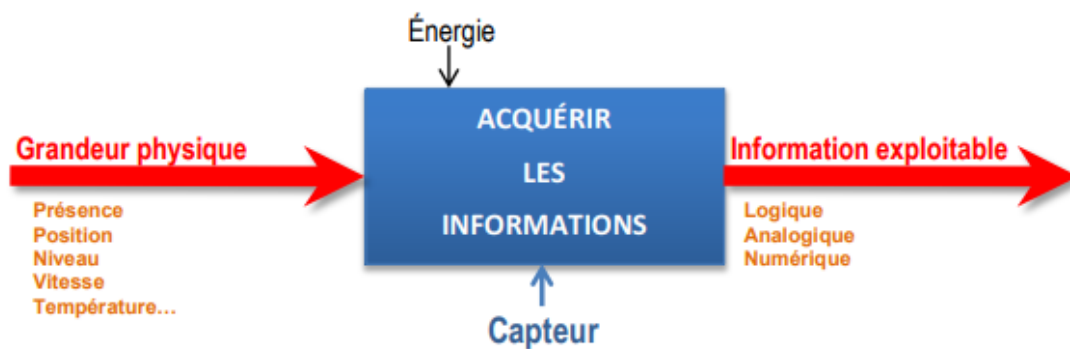 Énergie
ACQUÉRIR
LES
INFORMATIONS
Grandeur physique
Présence
Position
Niveau
Vitesse
Température...
Information exploitable
Logique
Analogique
Numérique
Capteur